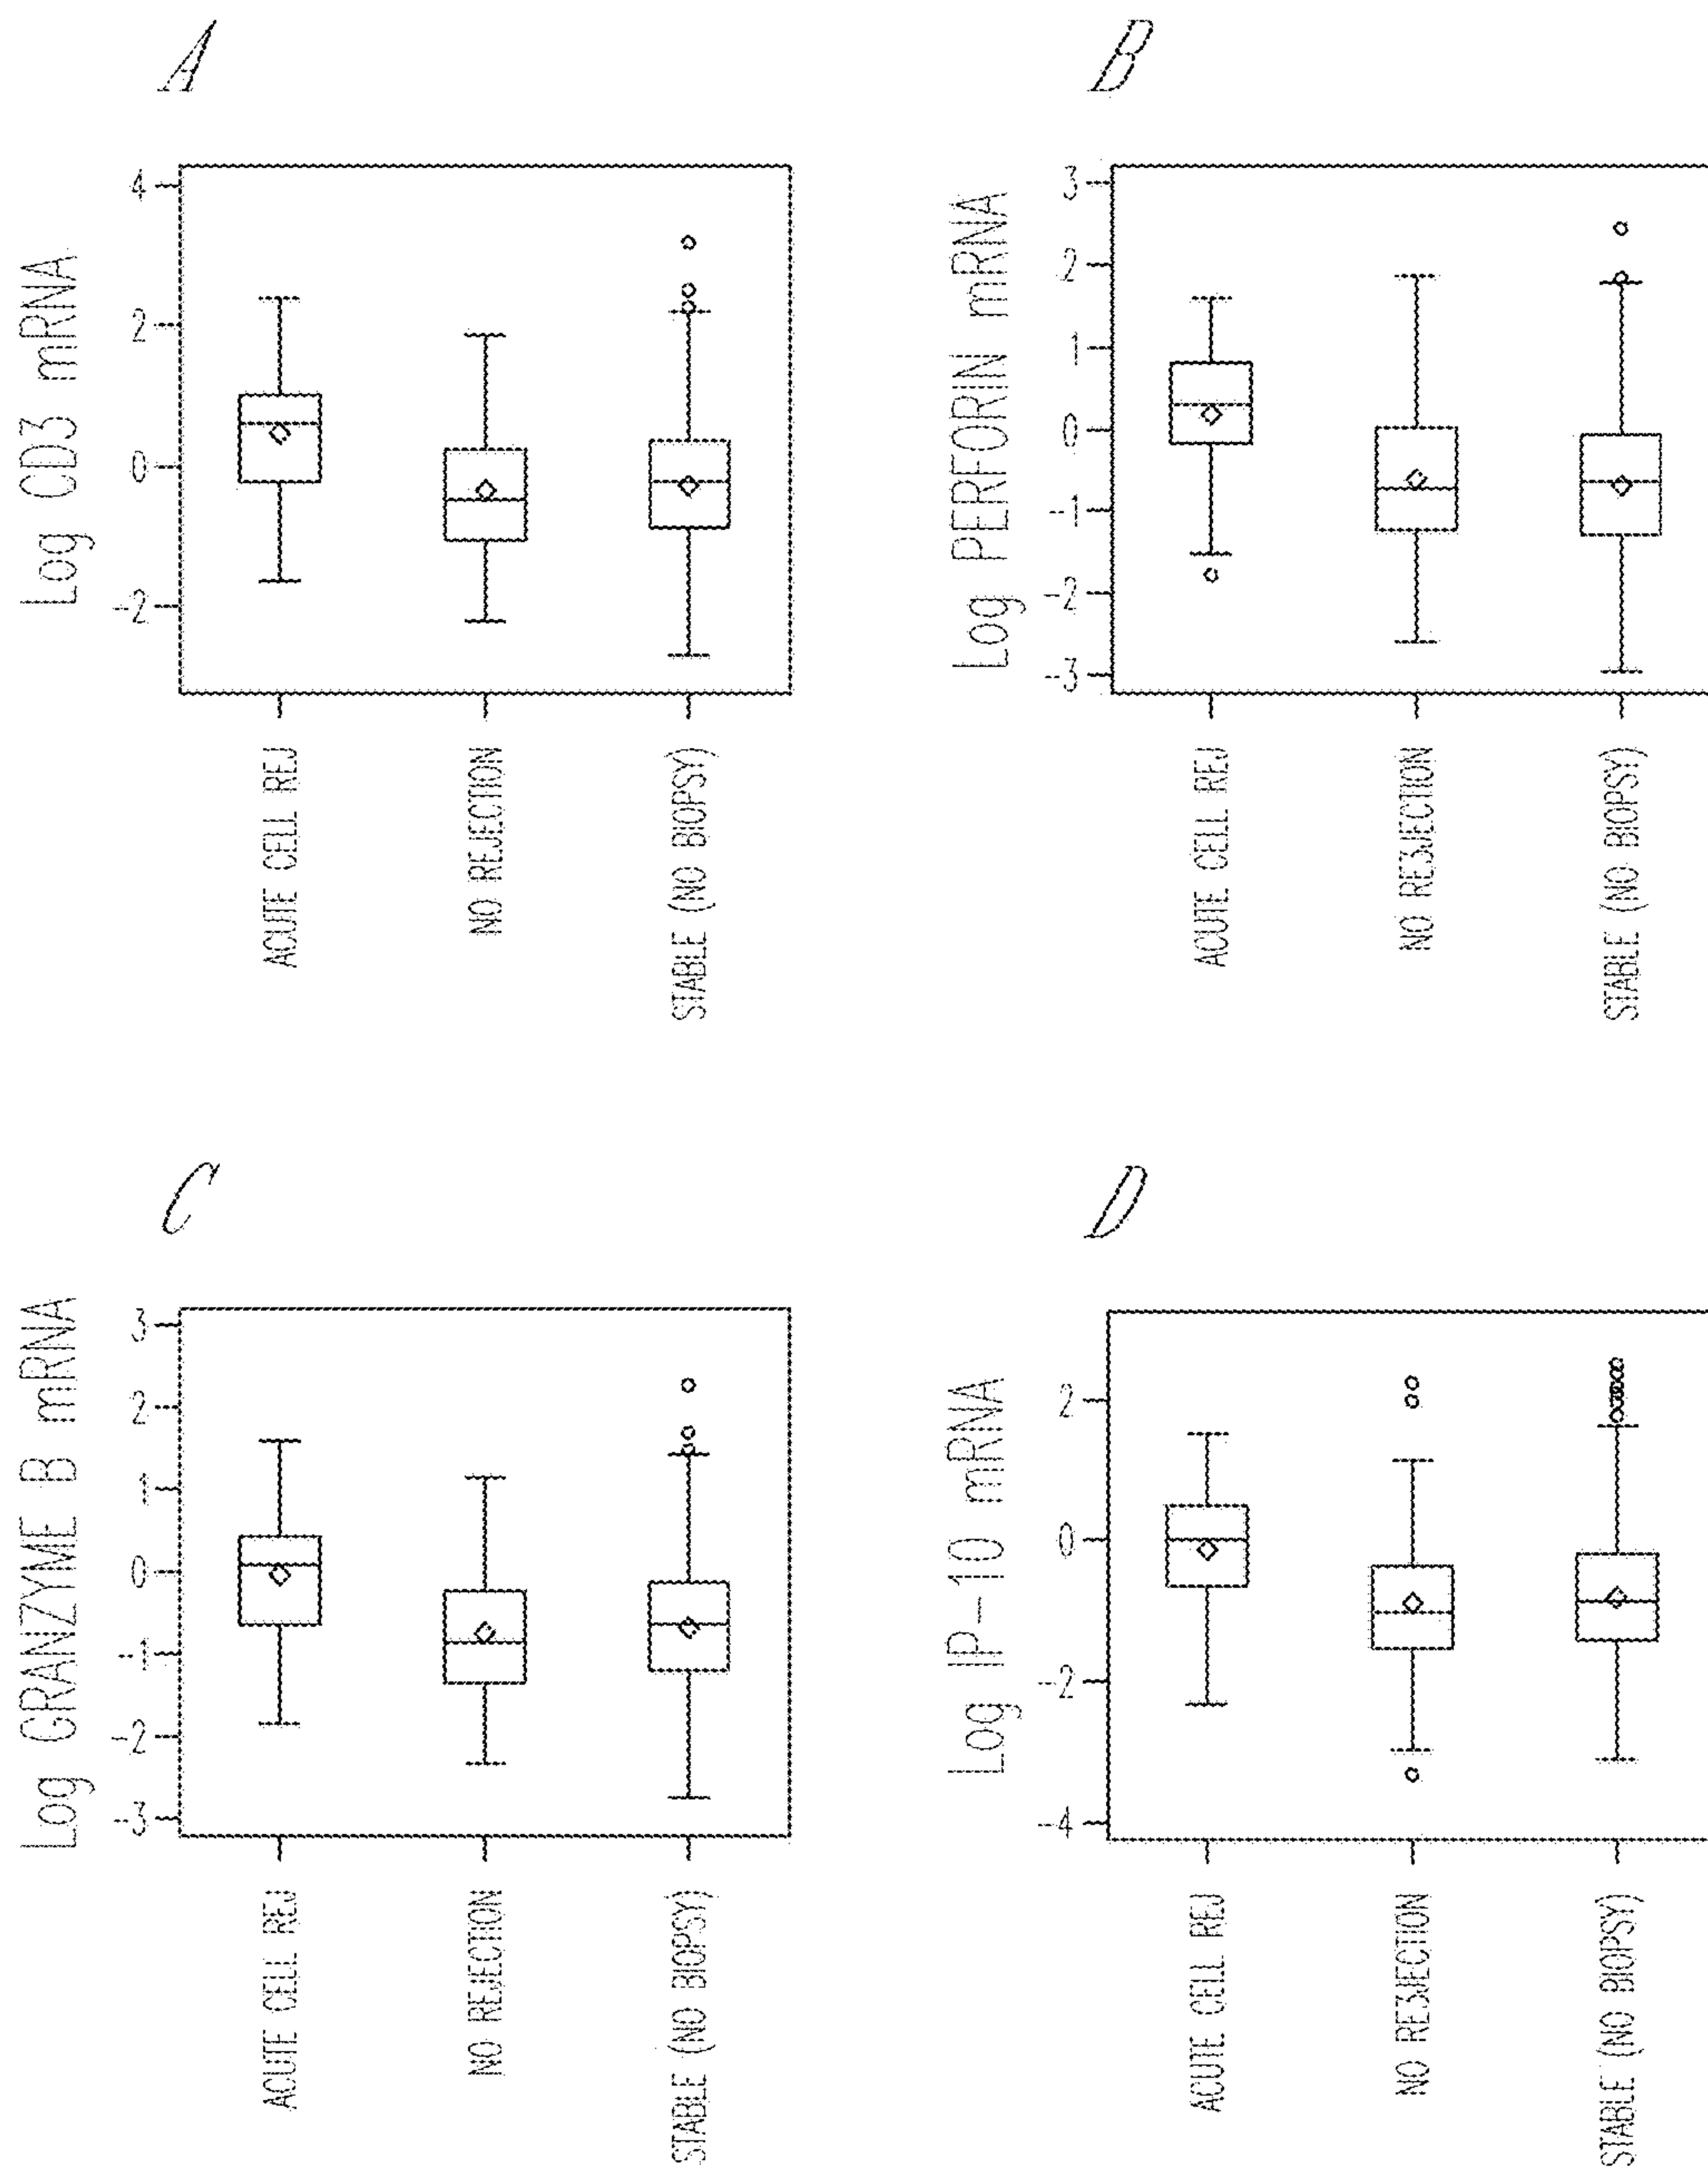 A
Log CD3 mRNA
4
2
0
-2
ACUTE CELL REJ
NO REJECTION
STABLE (NO BIOPSY)
B
Log PERFORIN mRNA
3
2
1
0
-1
-2
-3
ACUTE CELL REJ
NO RE3JECTION
STABLE (NO BIOPSY)
C
Log GRANZYME B mRNA
3
2
1
0
-1
-2
-3
ACUTE CELL REJ
NO REJECTION
STABLE (NO BIOPSY)
D
Log IP-10 mRNA
2
0
-2
-4
ACUTE CELL REJ
NO RE3JECTION
STABLE (NO BIOPSY)